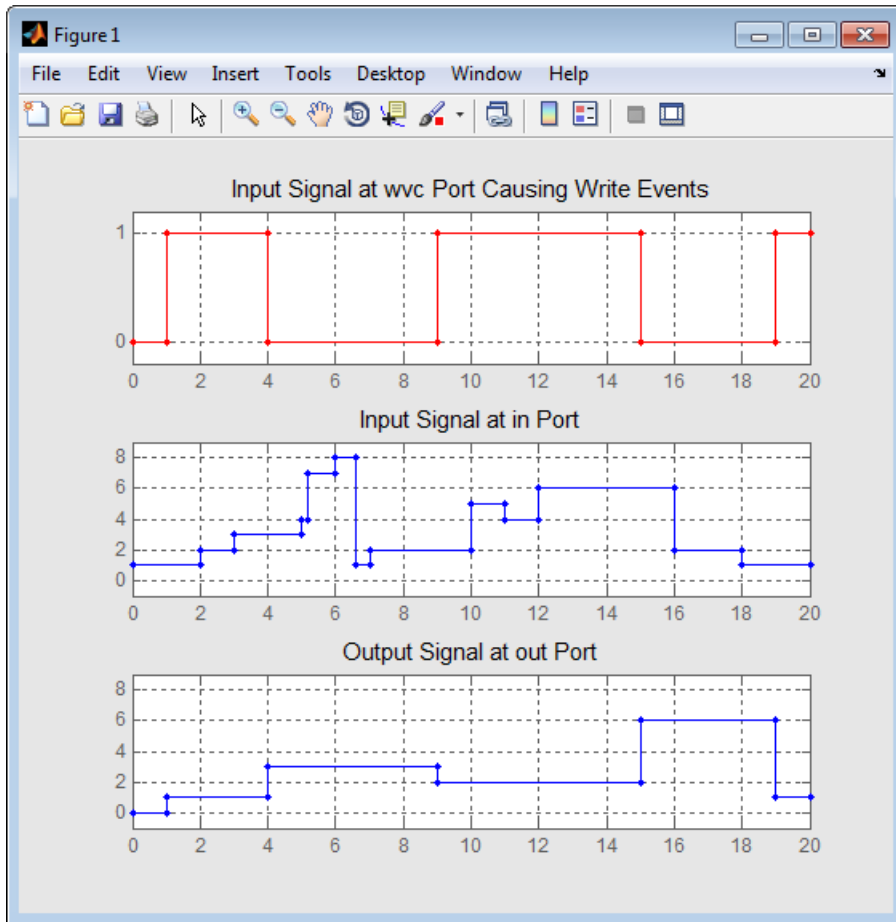 Figure 1
File Edit View Insert Tools Desktop Window Help
Input Signal at wvc Port Causing Write Events
1
0
0 2 4 6 8 10 12 14 16 18 20
Input Signal at in Port
8
6
4
2
0
0 2 4 6 8 10 12 14 16 18 20
Output Signal at out Port
8
6
4
2
0
0 2 4 6 8 10 12 14 16 18 20